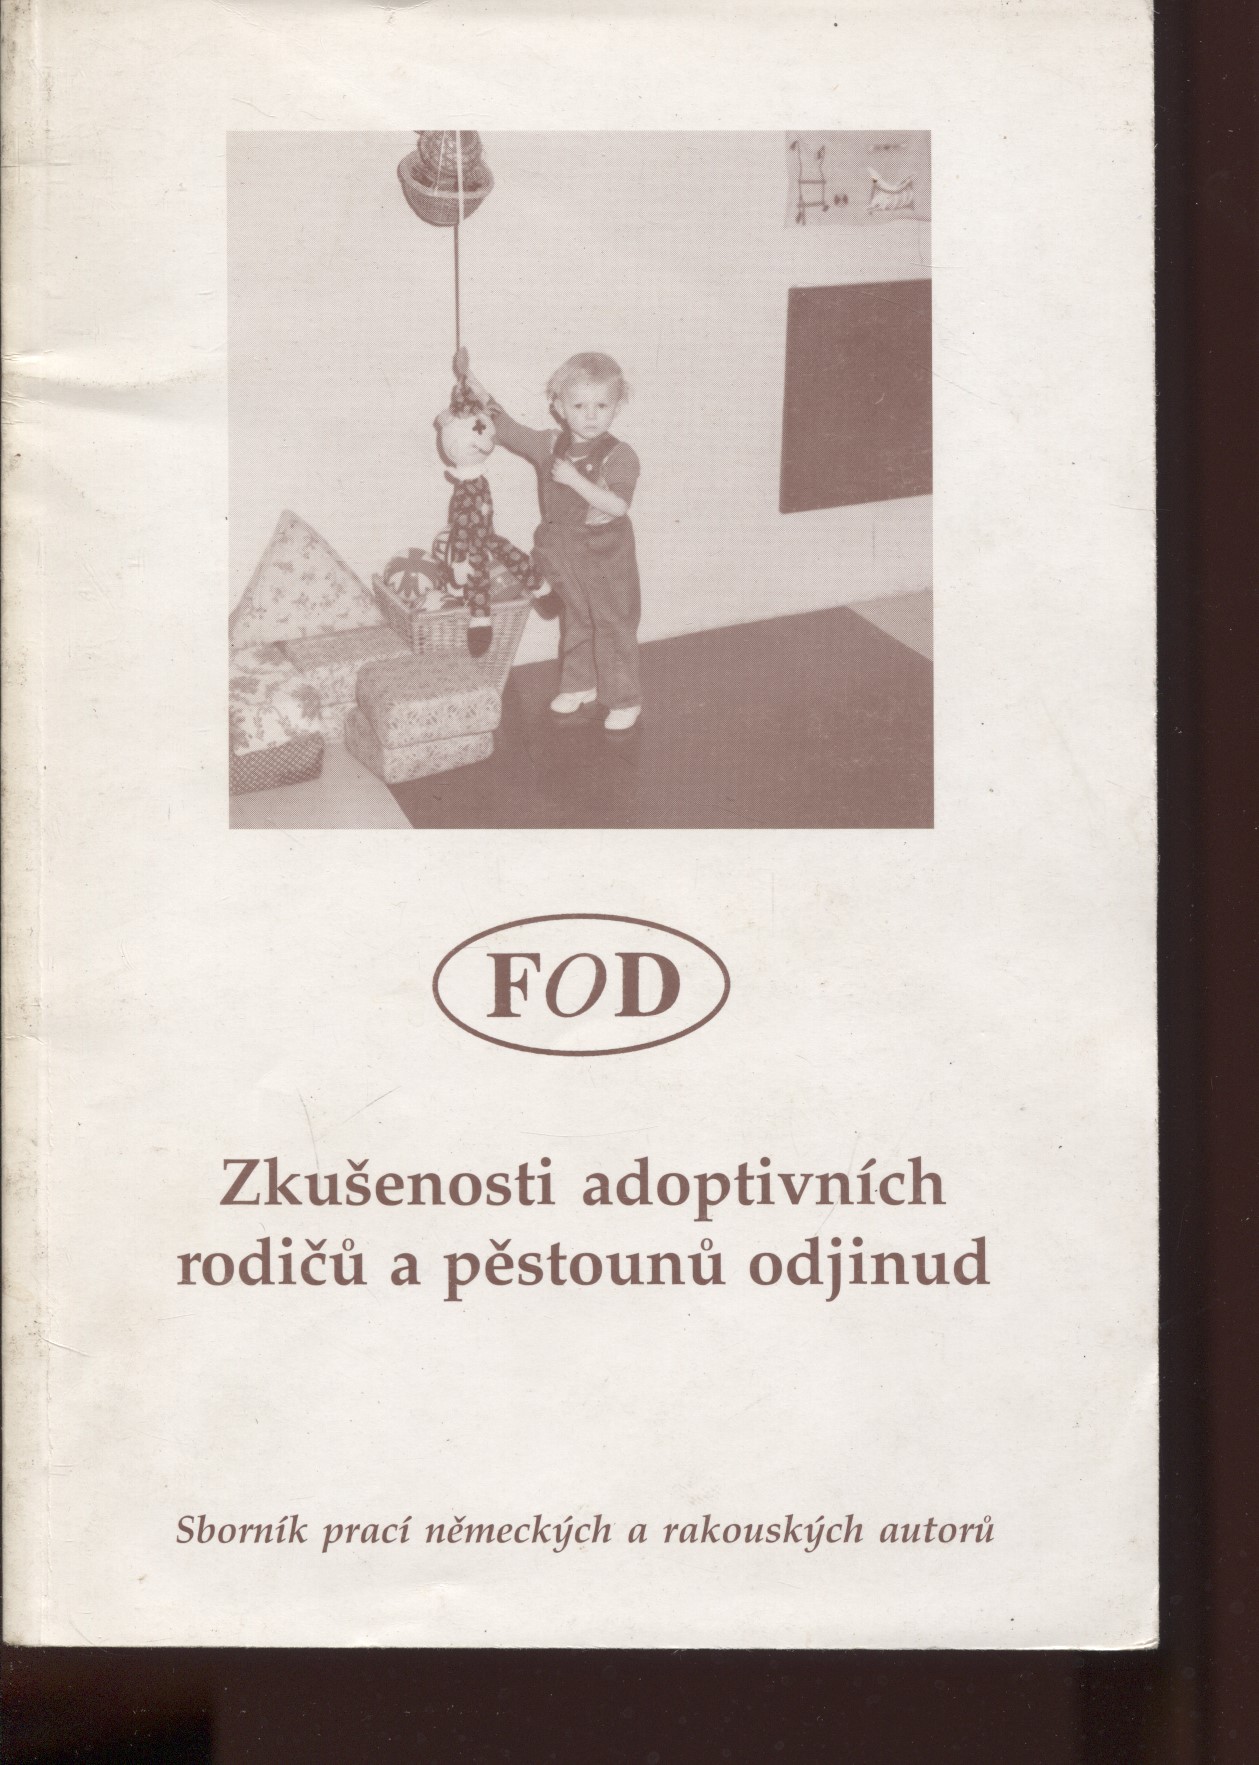 FOD
Zkušenosti adoptivních
rodičů a pěstounů odjinud
Sborník prací německých a rakouských autorů